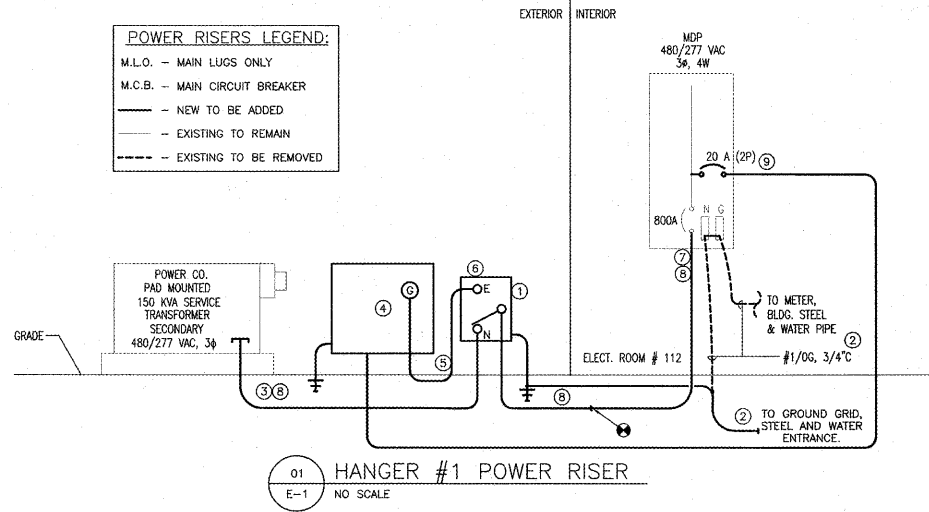 EXTERIOR INTERIOR
POWER RISERS LEGEND:
M.L.O. - MAIN LUGS ONLY
M.C.B. - MAIN CIRCUIT BREAKER
- NEW TO BE ADDED
- EXISTING TO REMAIN
- EXISTING TO BE REMOVED
MDP
480/277 VAC
3ø, 4W
20 A (2P) 9
800A
N G
7
8
POWER CO.
PAD MOUNTED
150 KVA SERVICE
TRANSFORMER
SECONDARY
480/277 VAC, 3ø
4
G
6
E
1
N
5
TO METER,
BLDG. STEEL
& WATER PIPE
2
#1/0G, 3/4"C
GRADE
ELECT. ROOM # 112
3 8
8
2
TO GROUND GRID,
STEEL AND WATER
ENTRANCE.
01
E-1
HANGER #1 POWER RISER
NO SCALE